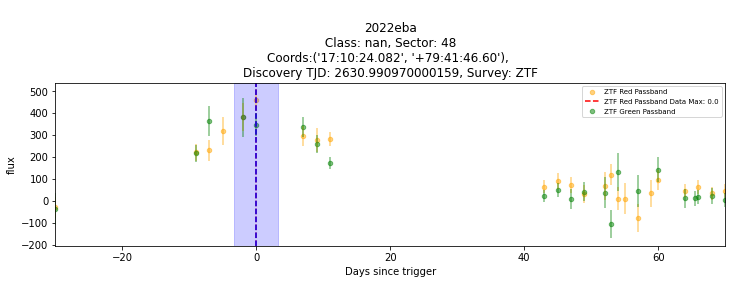 2022eba
Class: nan, Sector: 48
Coords:('17:10:24.082', '+79:41:46.60'),
Discovery TJD: 2630.990970000159, Survey: ZTF
ZTF Red Passband
ZTF Red Passband Data Max: 0.0
ZTF Green Passband
500
400
300
200
100
0
−100
−200
flux
−20
0
20
40
60
Days since trigger